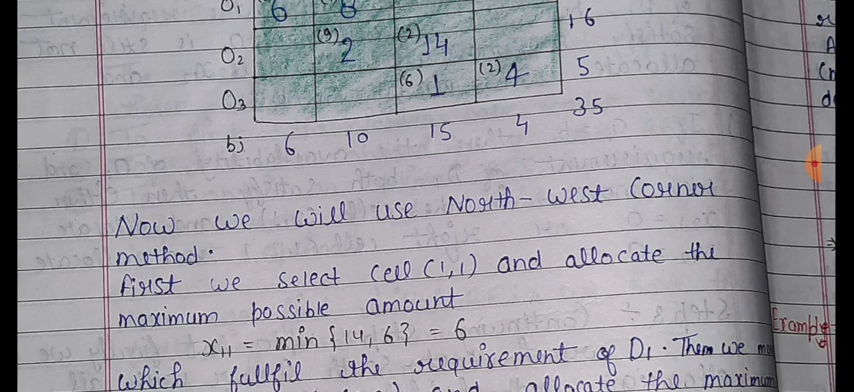 O₁ 6 8
O₂ (9) 2 (2) 14 16
O₃ (6) 1 (2) 4 5
bj 6 10 15 4 35
Now we will use North-west Corner
method.
first we select cell (1,1) and allocate the
maximum possible amount
x₁₁ = min {14, 6} = 6
which fullfil the requirement of D₁. Then we
allocate the maximum
Example